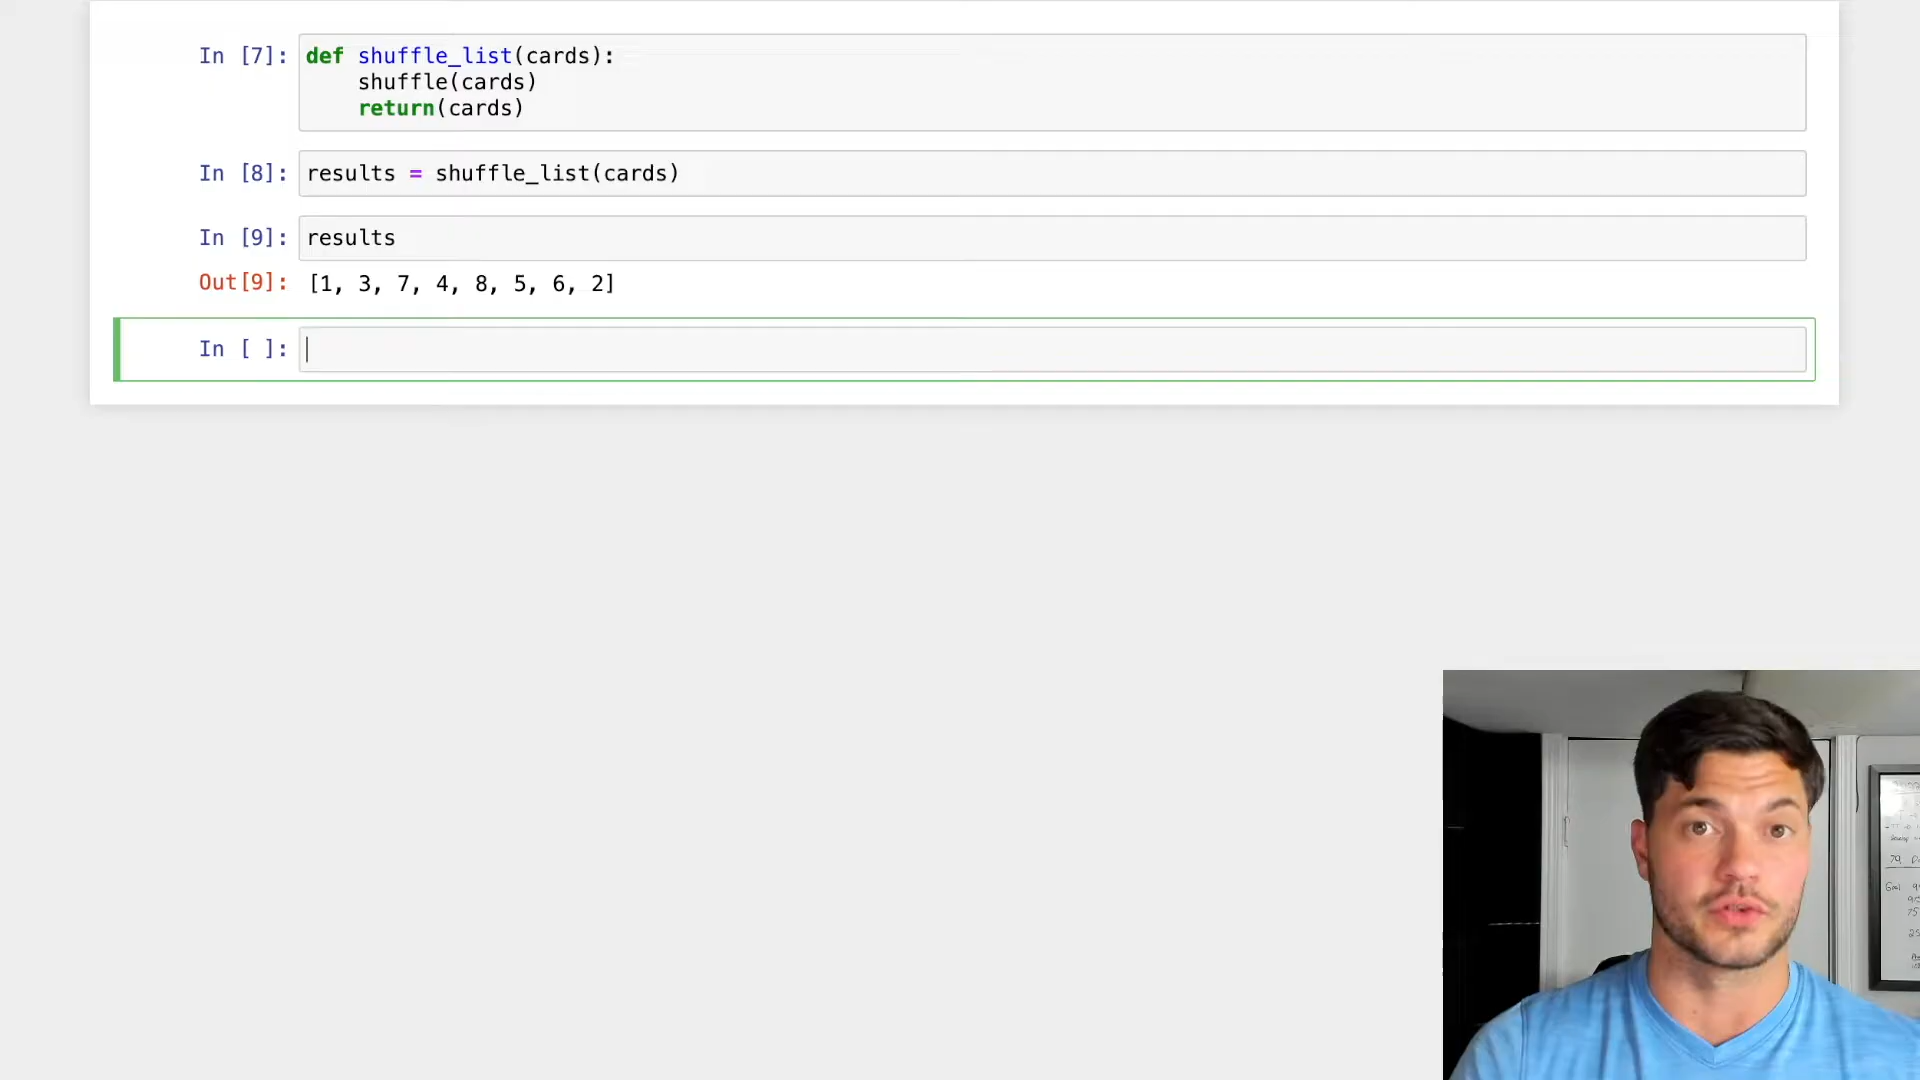 In [7]: def shuffle_list(cards):
shuffle(cards)
return(cards)
In [8]: results = shuffle_list(cards)
In [9]: results
Out[9]: [1, 3, 7, 4, 8, 5, 6, 2]
In [ ]: